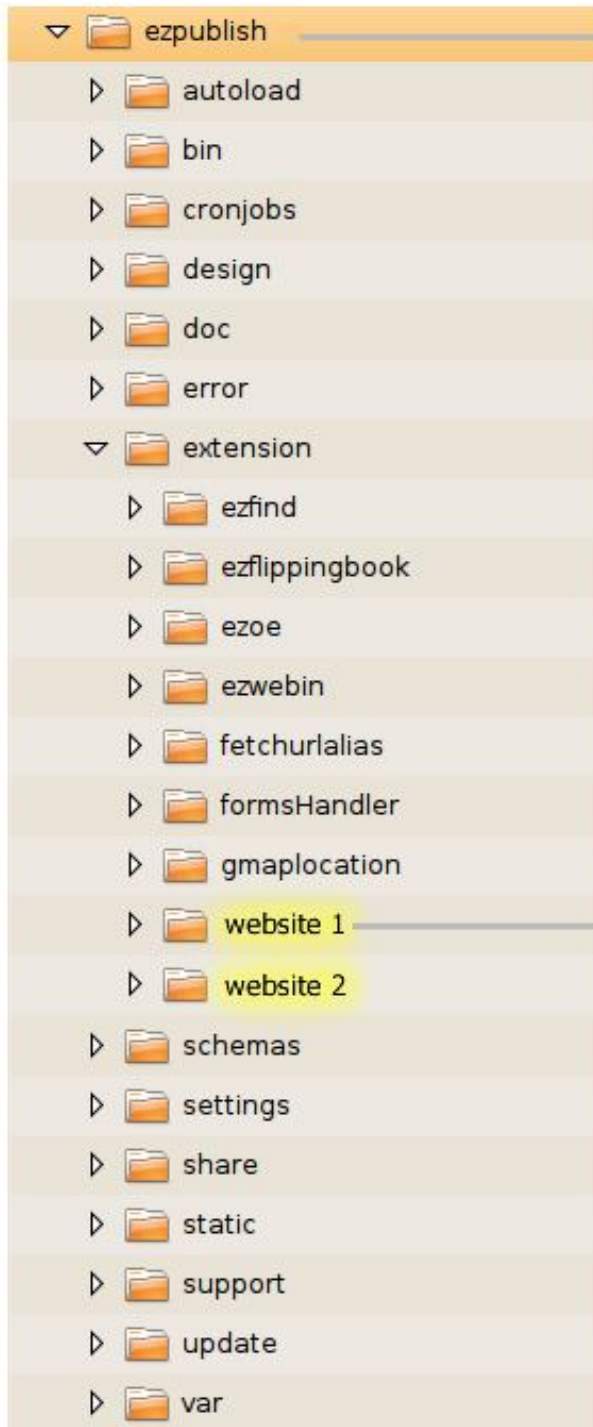 ezpublish
autoload
bin
cronjobs
design
doc
error
extension
ezfind
ezflippingbook
ezoe
ezwebin
fetchurlalias
formsHandler
gmaplocation
website 1
website 2
schemas
settings
share
static
support
update
var